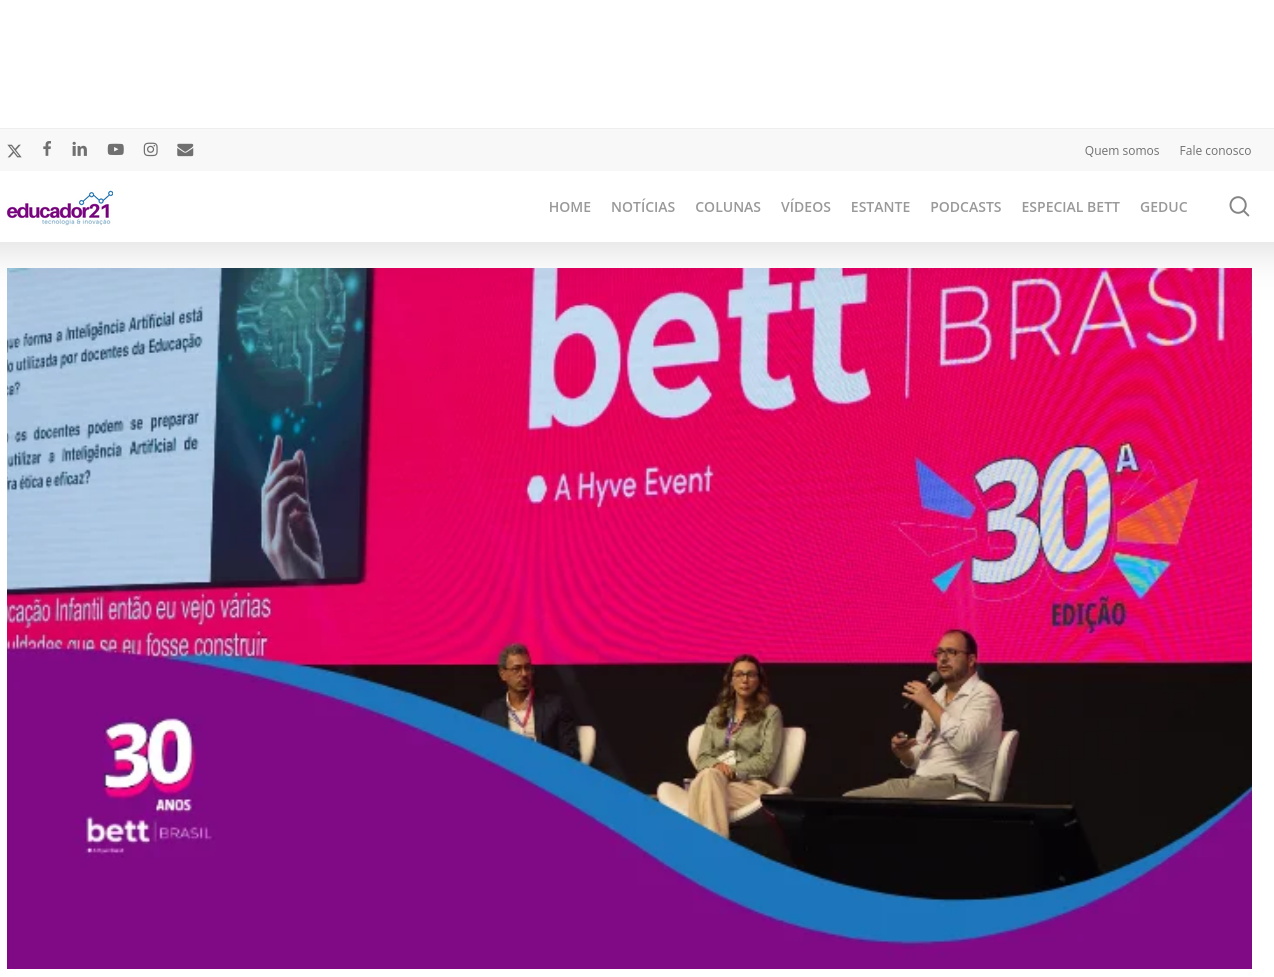 Quem somos
Fale conosco
educador21
tecnologia & inovação
HOME
NOTÍCIAS
COLUNAS
VÍDEOS
ESTANTE
PODCASTS
ESPECIAL BETT
GEDUC
ue forma a Inteligência Artificial está
o utilizada por docentes da Educação
ca?
os docentes podem se preparar
utilizar a Inteligência Artificial de
ra ética e eficaz?
cação Infantil então eu vejo várias
uldades que se eu fosse construir
bett BRASI
A Hyve Event
30ª
EDIÇÃO
30
ANOS
bett BRASIL